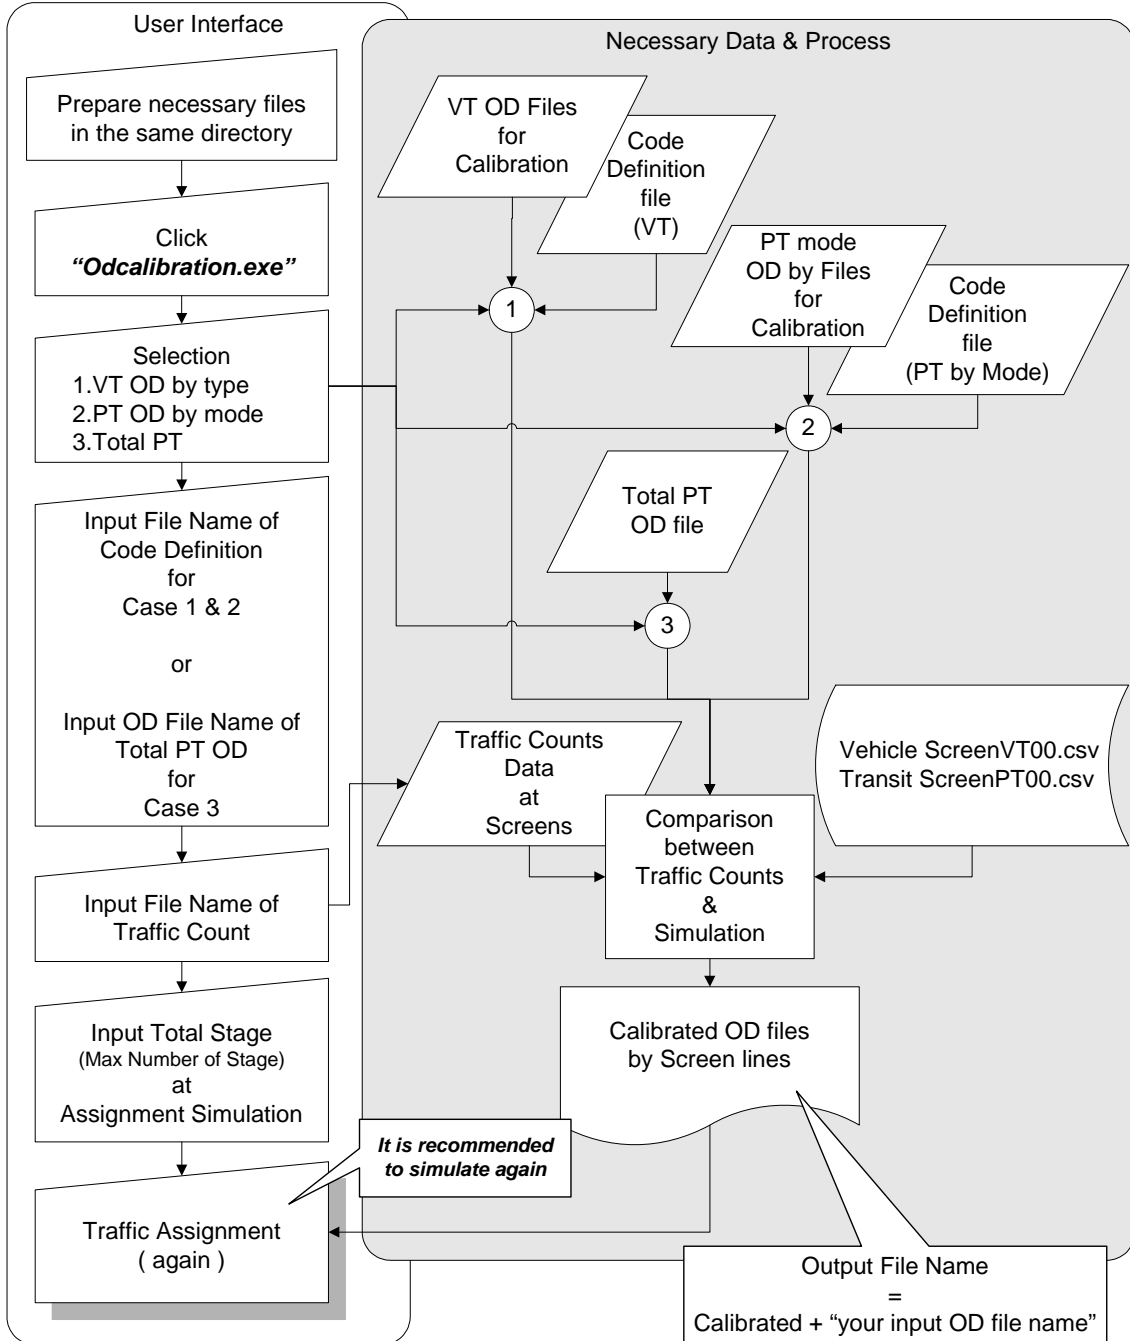 User Interface
Prepare necessary files
in the same directory
Click
“Odcalibration.exe”
Selection
1.VT OD by type
2.PT OD by mode
3.Total PT
Input File Name of
Code Definition
for
Case 1 & 2
or
Input OD File Name of
Total PT OD
for
Case 3
Input File Name of
Traffic Count
Input Total Stage
(Max Number of Stage)
at
Assignment Simulation
Traffic Assignment
( again )
It is recommended
to simulate again
Necessary Data & Process
VT OD Files
for
Calibration
Code
Definition
file
(VT)
1
PT mode
OD by Files
for
Calibration
Code
Definition
file
(PT by Mode)
2
Total PT
OD file
3
Traffic Counts
Data
at
Screens
Comparison
between
Traffic Counts
&
Simulation
Vehicle ScreenVT00.csv
Transit ScreenPT00.csv
Calibrated OD files
by Screen lines
Output File Name
=
Calibrated + “your input OD file name”